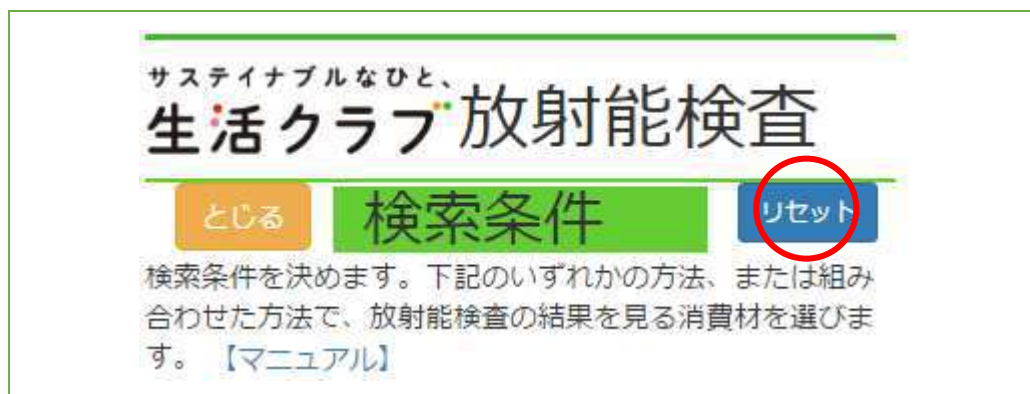 サステイナブルなひと、
生活クラブ 放射能検査
とじる 検索条件 リセット
検索条件を決めます。下記のいずれかの方法、または組み
合わせた方法で、放射能検査の結果を見る消費材を選びま
す。 【マニュアル】